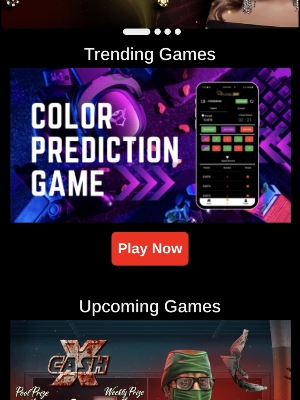 Trending Games
COLOR
PREDICTION
GAME
Play Now
Upcoming Games
CASH
X
Pool Prize
Weekly Prize